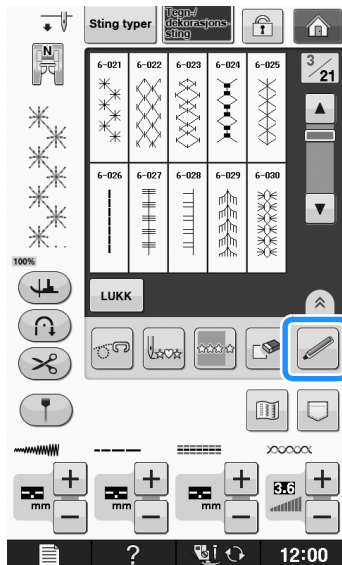 Sting typer
Tegn-/
dekorasjons-
sting
N
6-021 6-022 6-023 6-024 6-025
3/21
6-026 6-027 6-028 6-029 6-030
100%
LUKK
mm mm mm 3.6
? 12:00